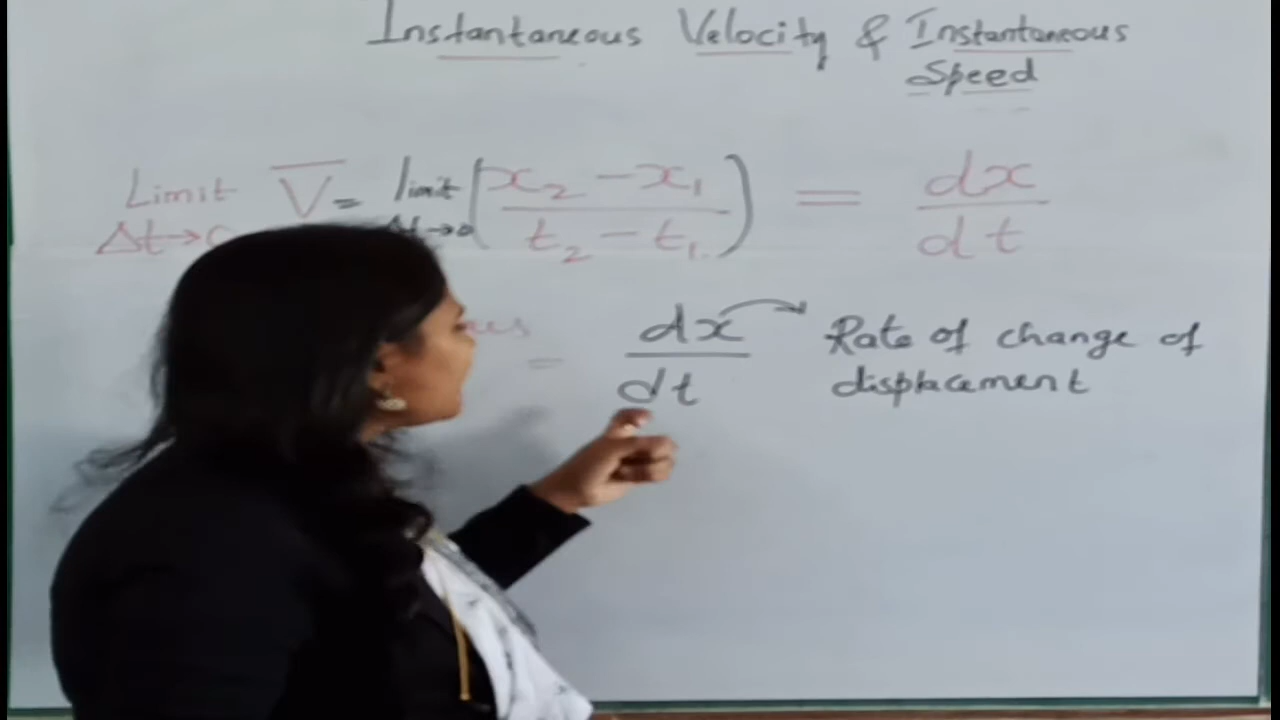 Instantaneous Velocity & Instantaneous
Speed
Limit Δt→ V̅ = limit Δt→0 (x₂ - x₁ / t₂ - t₁) = dx/dt
= dx/dt → Rate of change of
displacement